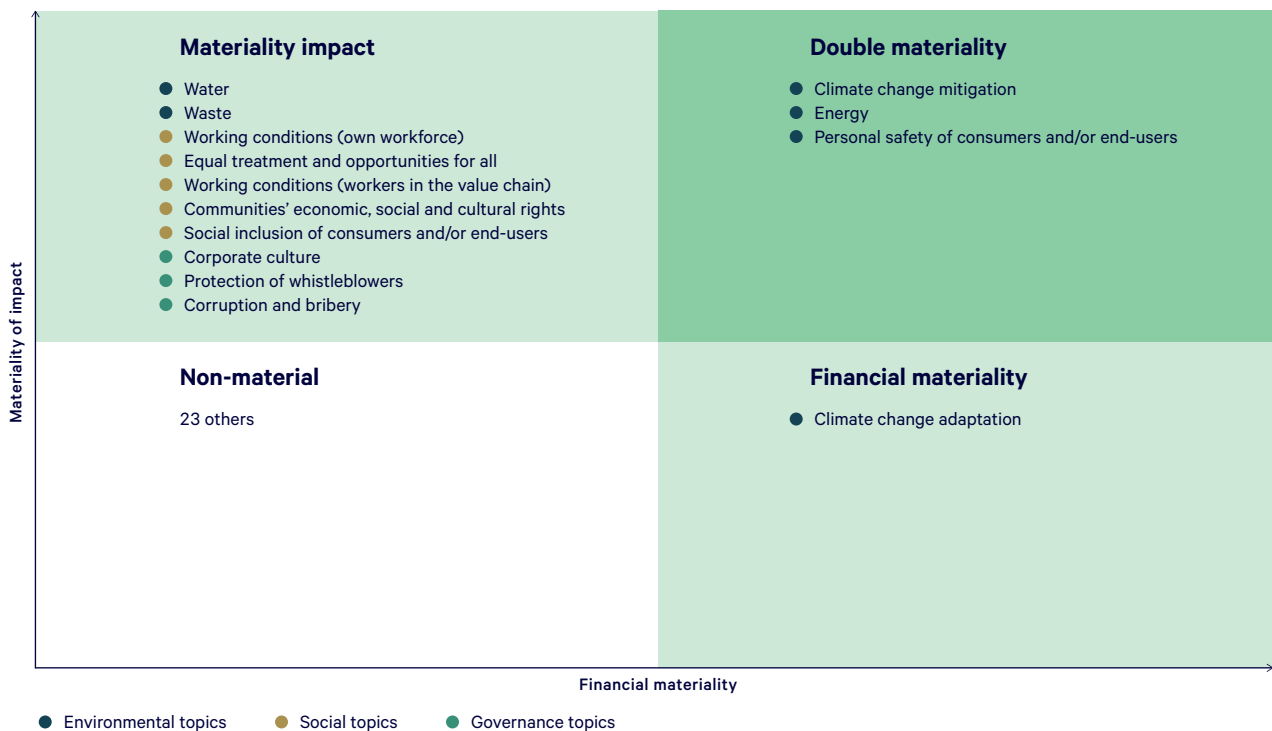 Materiality impact
Water
Waste
Working conditions (own workforce)
Equal treatment and opportunities for all
Working conditions (workers in the value chain)
Communities’ economic, social and cultural rights
Social inclusion of consumers and/or end-users
Corporate culture
Protection of whistleblowers
Corruption and bribery
Double materiality
Climate change mitigation
Energy
Personal safety of consumers and/or end-users
Materiality of impact
Non-material
23 others
Financial materiality
Climate change adaptation
Financial materiality
Environmental topics
Social topics
Governance topics